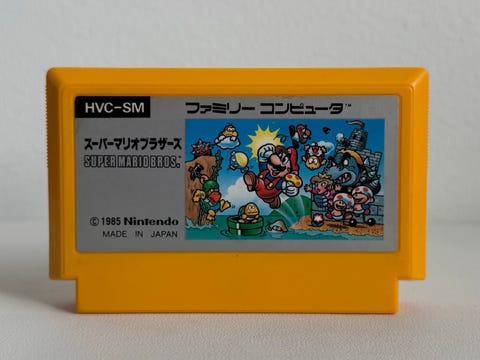 HVC-SM
ファミリー コンピュータ™
スーパーマリオブラザーズ
SUPER MARIO BROS.
©1985 Nintendo
MADE IN JAPAN